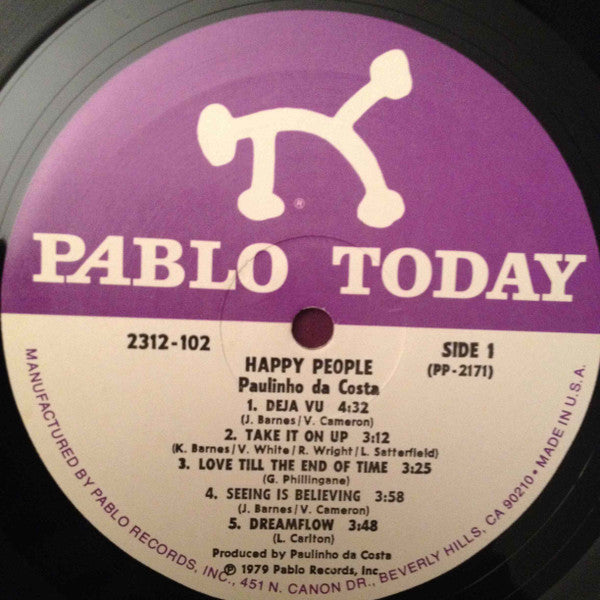 ®
PABLO TODAY
2312-102
SIDE 1
(PP-2171)
HAPPY PEOPLE
Paulinho da Costa
1. DEJA VU 4:32
(J. Barnes/V. Cameron)
2. TAKE IT ON UP 3:12
(K. Barnes/V. White/R. Wright/L. Satterfield)
3. LOVE TILL THE END OF TIME 3:25
(G. Phillingane)
4. SEEING IS BELIEVING 3:58
(J. Barnes/V. Cameron)
5. DREAMFLOW 3:48
(L. Carlton)
Produced by Paulinho da Costa
℗ 1979 Pablo Records, Inc.
MANUFACTURED BY PABLO RECORDS, INC., 451 N. CANON DR., BEVERLY HILLS, CA 90210 • MADE IN U.S.A.